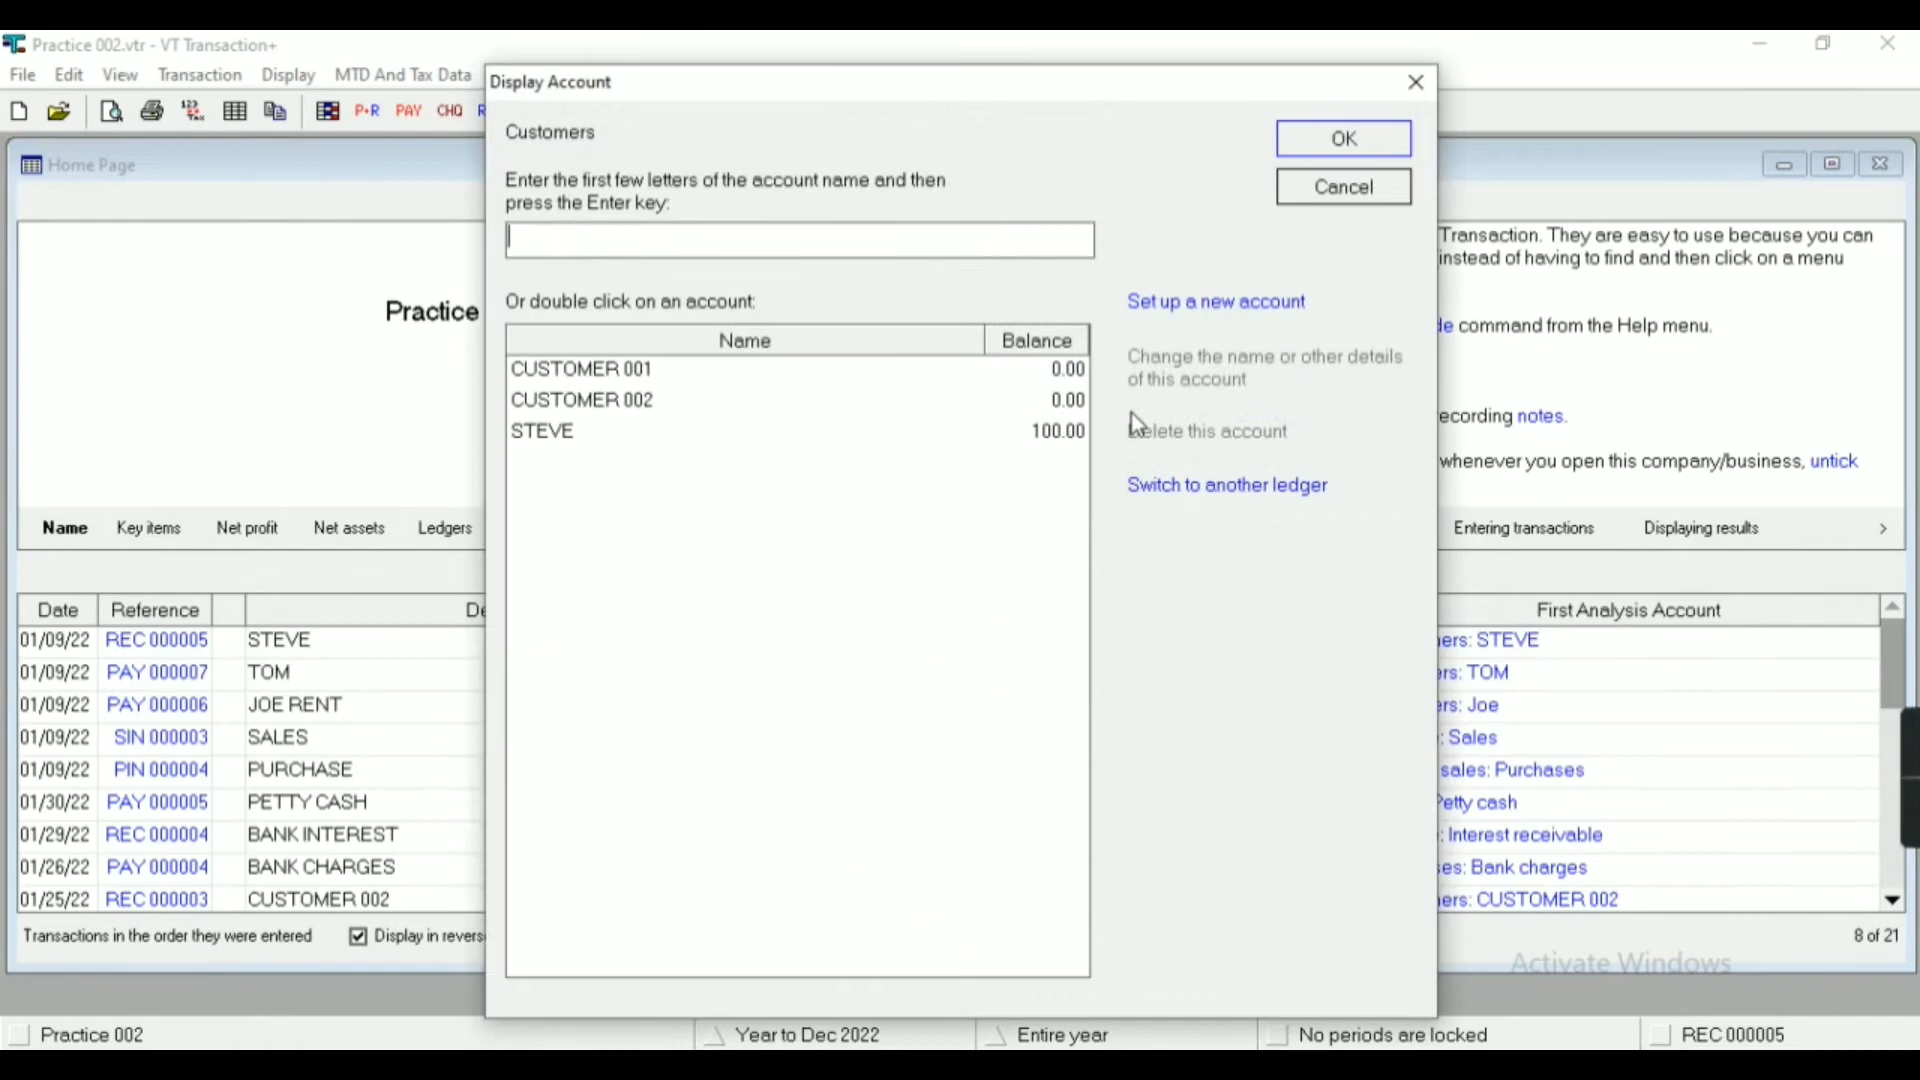 Practice 002.vtr - VT Transaction+
File Edit View Transaction Display MTD And Tax Data
P+R PAY CHQ
Display Account
Customers
OK
Enter the first few letters of the account name and then
press the Enter key:
Cancel
Or double click on an account:
Name Balance
CUSTOMER 001 0.00
CUSTOMER 002 0.00
STEVE 100.00
Set up a new account
Change the name or other details
of this account
Delete this account
Switch to another ledger
Home Page
Practice
Name Key items Net profit Net assets Ledgers
Transaction. They are easy to use because you can
instead of having to find and then click on a menu
command from the Help menu.
notes.
whenever you open this company/business, untick
Entering transactions Displaying results >
Date Reference De First Analysis Account
01/09/22 REC 000005 STEVE ers: STEVE
01/09/22 PAY 000007 TOM ers: TOM
01/09/22 PAY 000006 JOE RENT ers: Joe
01/09/22 SIN 000003 SALES : Sales
01/09/22 PIN 000004 PURCHASE sales: Purchases
01/30/22 PAY 000005 PETTY CASH Petty cash
01/29/22 REC 000004 BANK INTEREST : Interest receivable
01/26/22 PAY 000004 BANK CHARGES es: Bank charges
01/25/22 REC 000003 CUSTOMER 002 ers: CUSTOMER 002
Transactions in the order they were entered Display in revers 8 of 21
Activate Windows
Practice 002 Year to Dec 2022 Entire year No periods are locked REC 000005